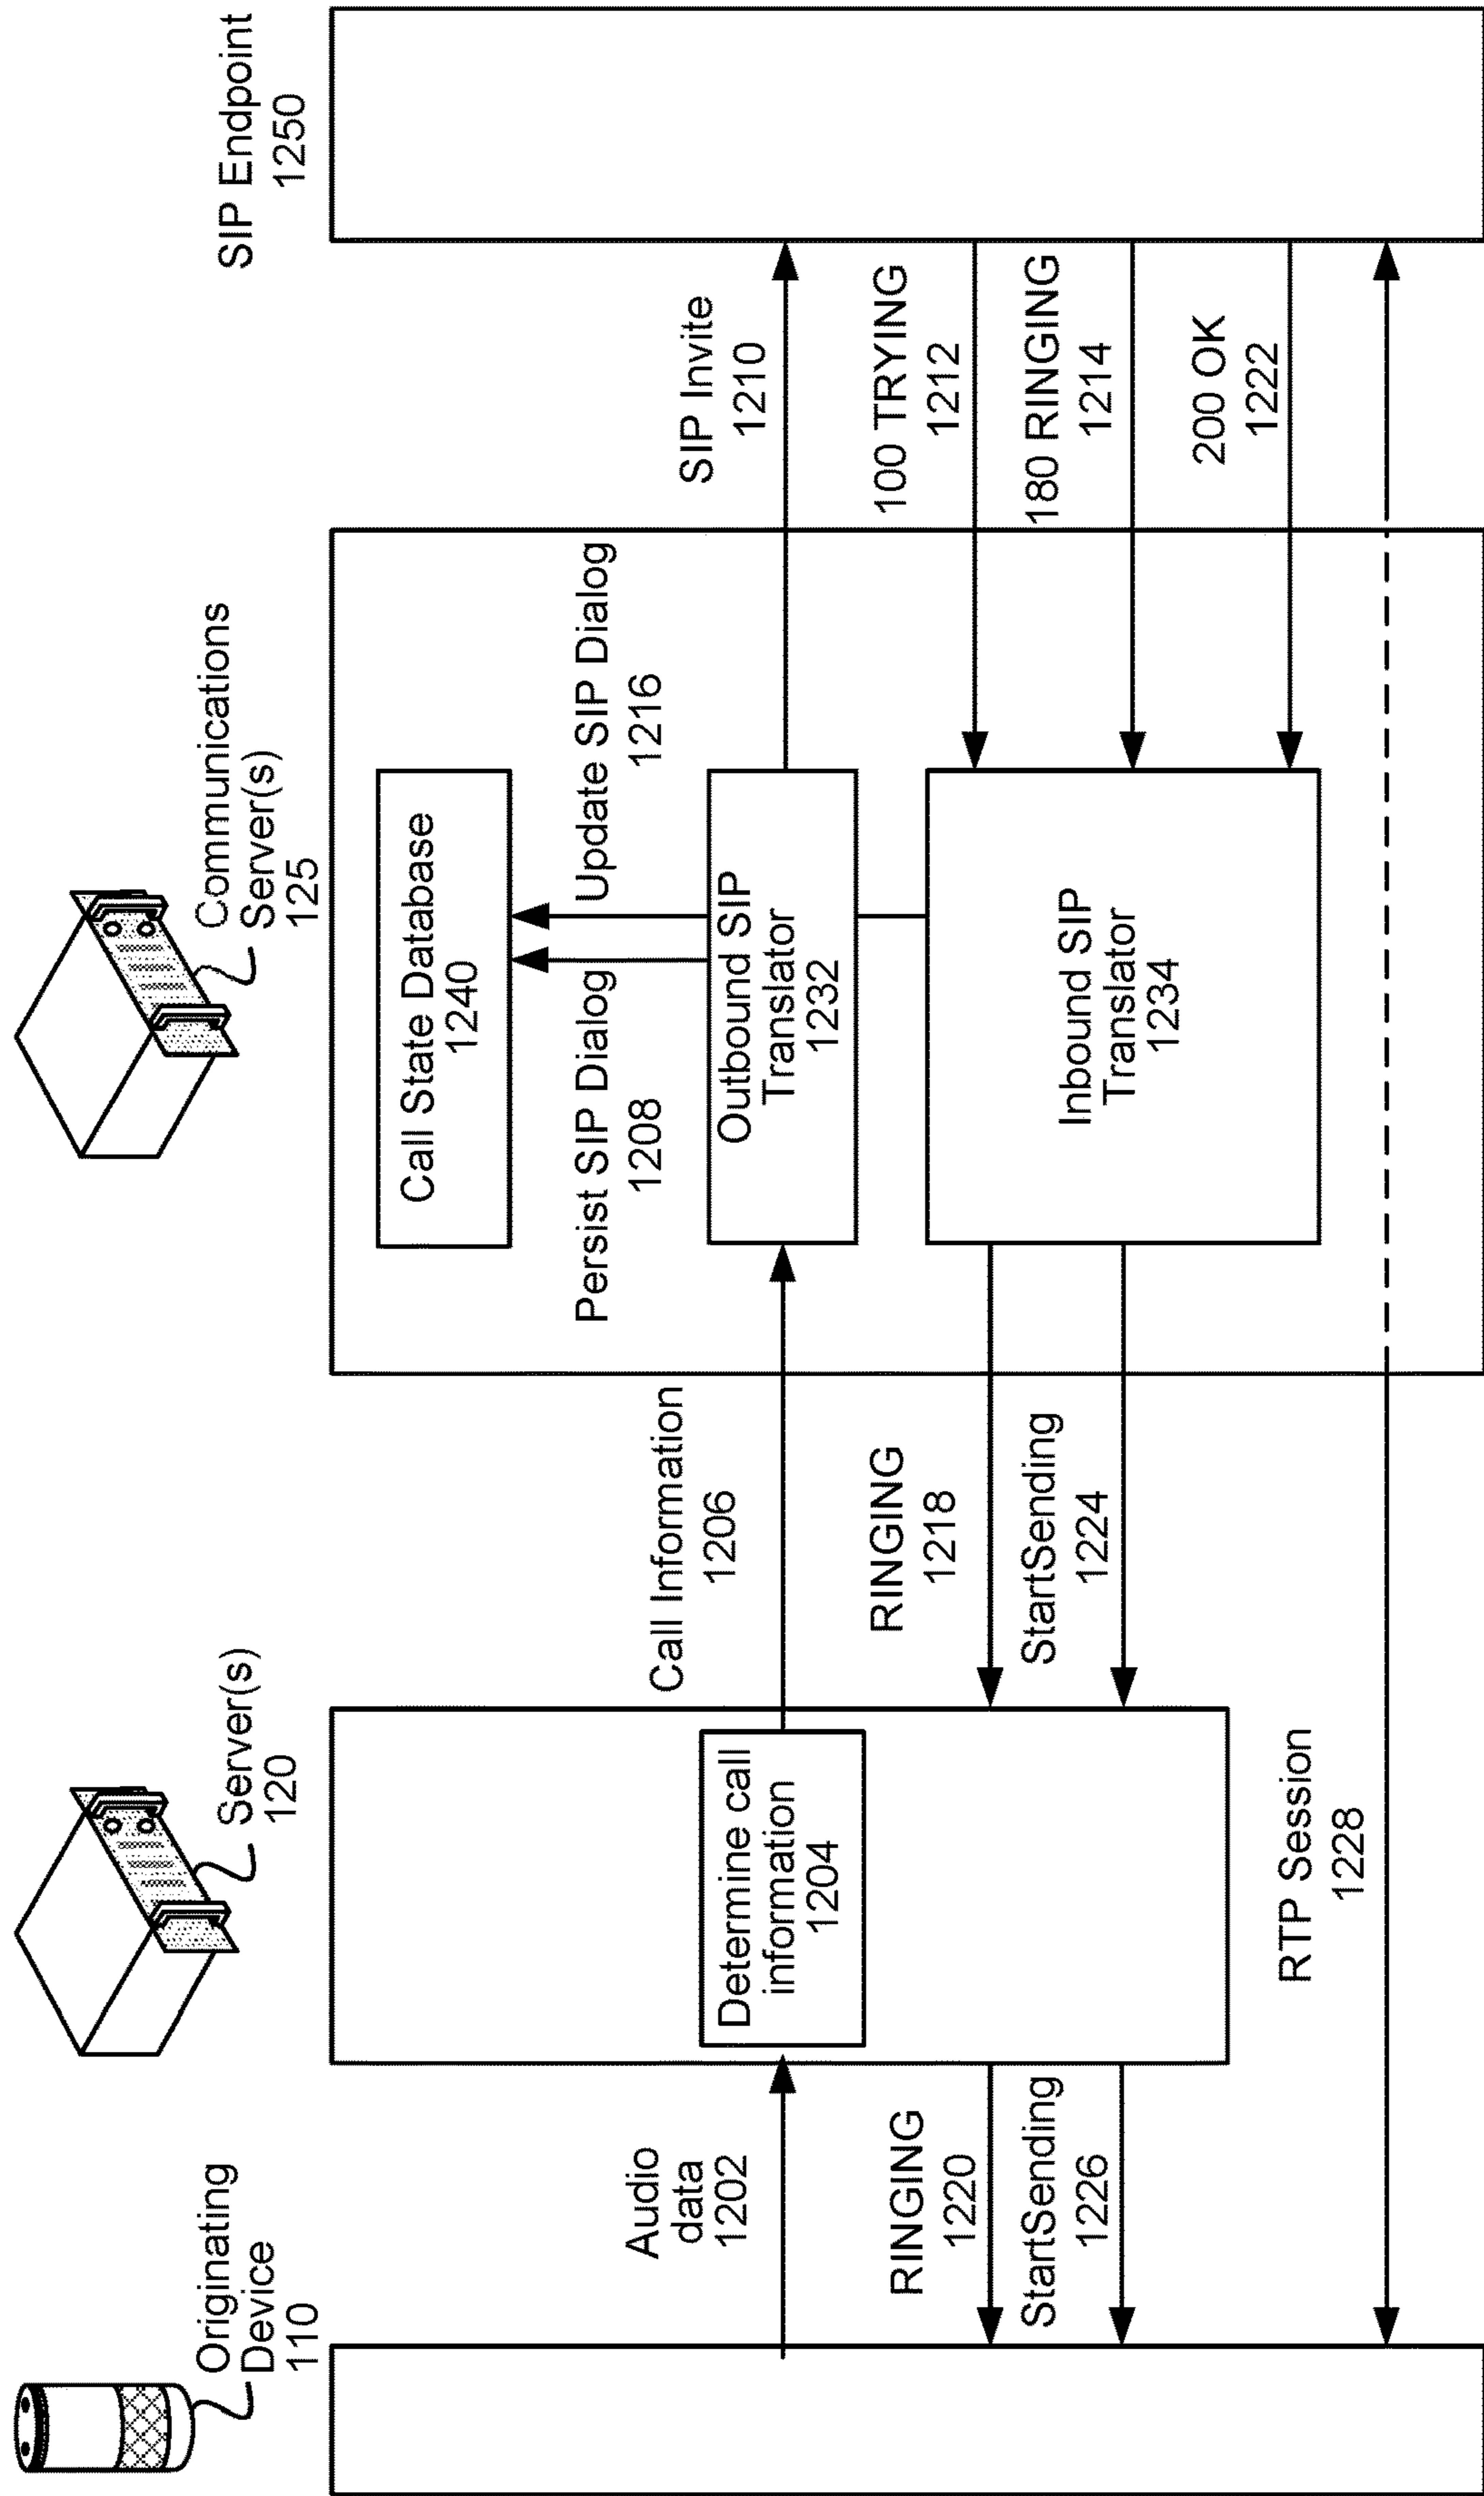 Originating
Device
110
Server(s)
120
Communications
Server(s)
125
SIP Endpoint
1250
Audio
data
1202
Determine call
information
1204
Call Information
1206
Call State Database
1240
Persist SIP Dialog
1208
Update SIP Dialog
1216
Outbound SIP
Translator
1232
SIP Invite
1210
100 TRYING
1212
180 RINGING
1214
Inbound SIP
Translator
1234
RINGING
1218
RINGING
1220
200 OK
1222
StartSending
1224
StartSending
1226
RTP Session
1228